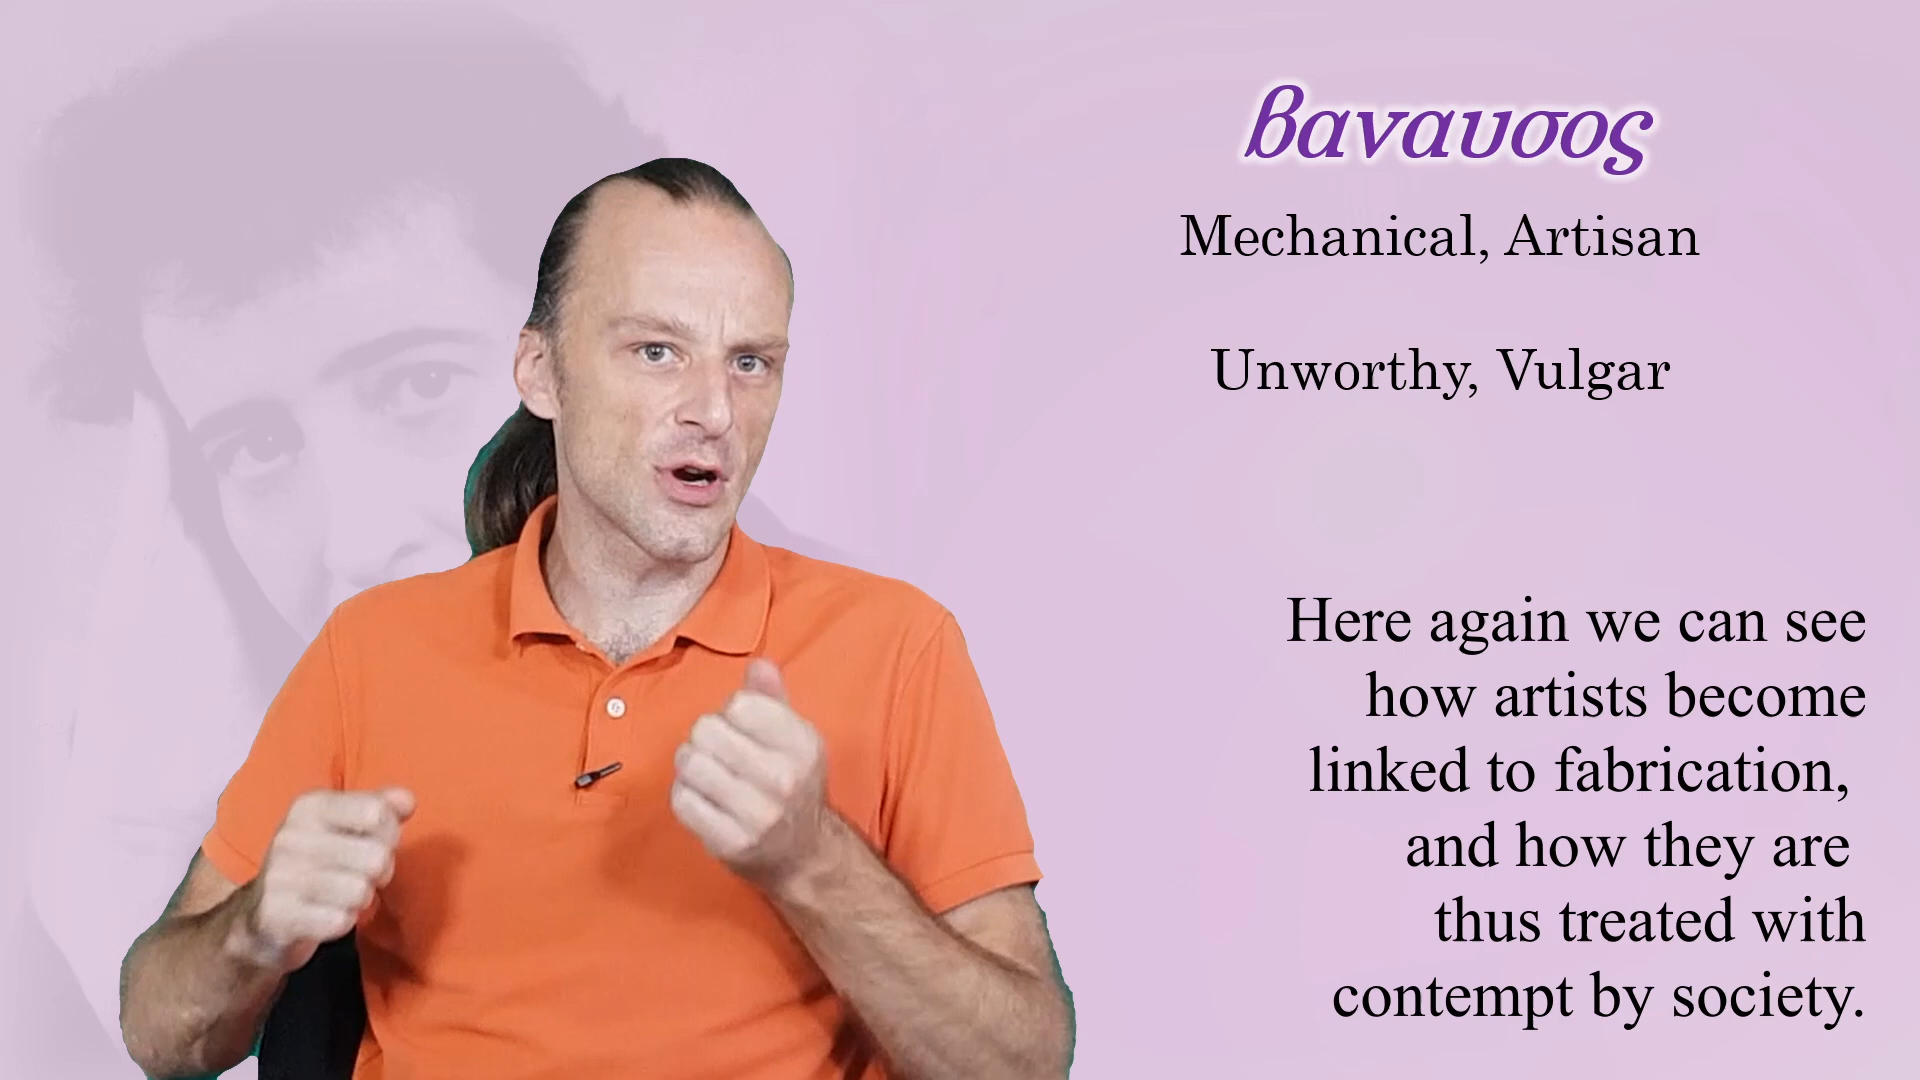 βαναυσος
Mechanical, Artisan
Unworthy, Vulgar
Here again we can see
how artists become
linked to fabrication,
and how they are
thus treated with
contempt by society.